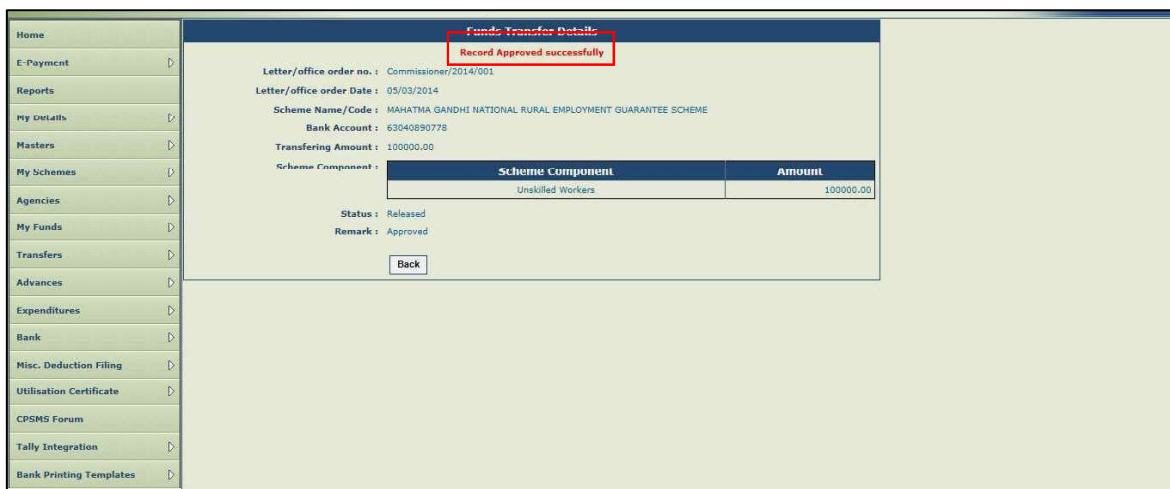 Home
E-Payment
Reports
My Details
Masters
My Schemes
Agencies
My Funds
Transfers
Advances
Expenditures
Bank
Misc. Deduction Filing
Utilisation Certificate
CPSMS Forum
Tally Integration
Bank Printing Templates
Funds Transfer Details
Record Approved successfully
Letter/office order no. : Commissioner/2014/001
Letter/office order Date : 05/03/2014
Scheme Name/Code : MAHATMA GANDHI NATIONAL RURAL EMPLOYMENT GUARANTEE SCHEME
Bank Account : 63040890778
Transfering Amount : 100000.00
Scheme Component :
Scheme Component Amount
Unskilled Workers 100000.00
Status : Released
Remark : Approved
Back